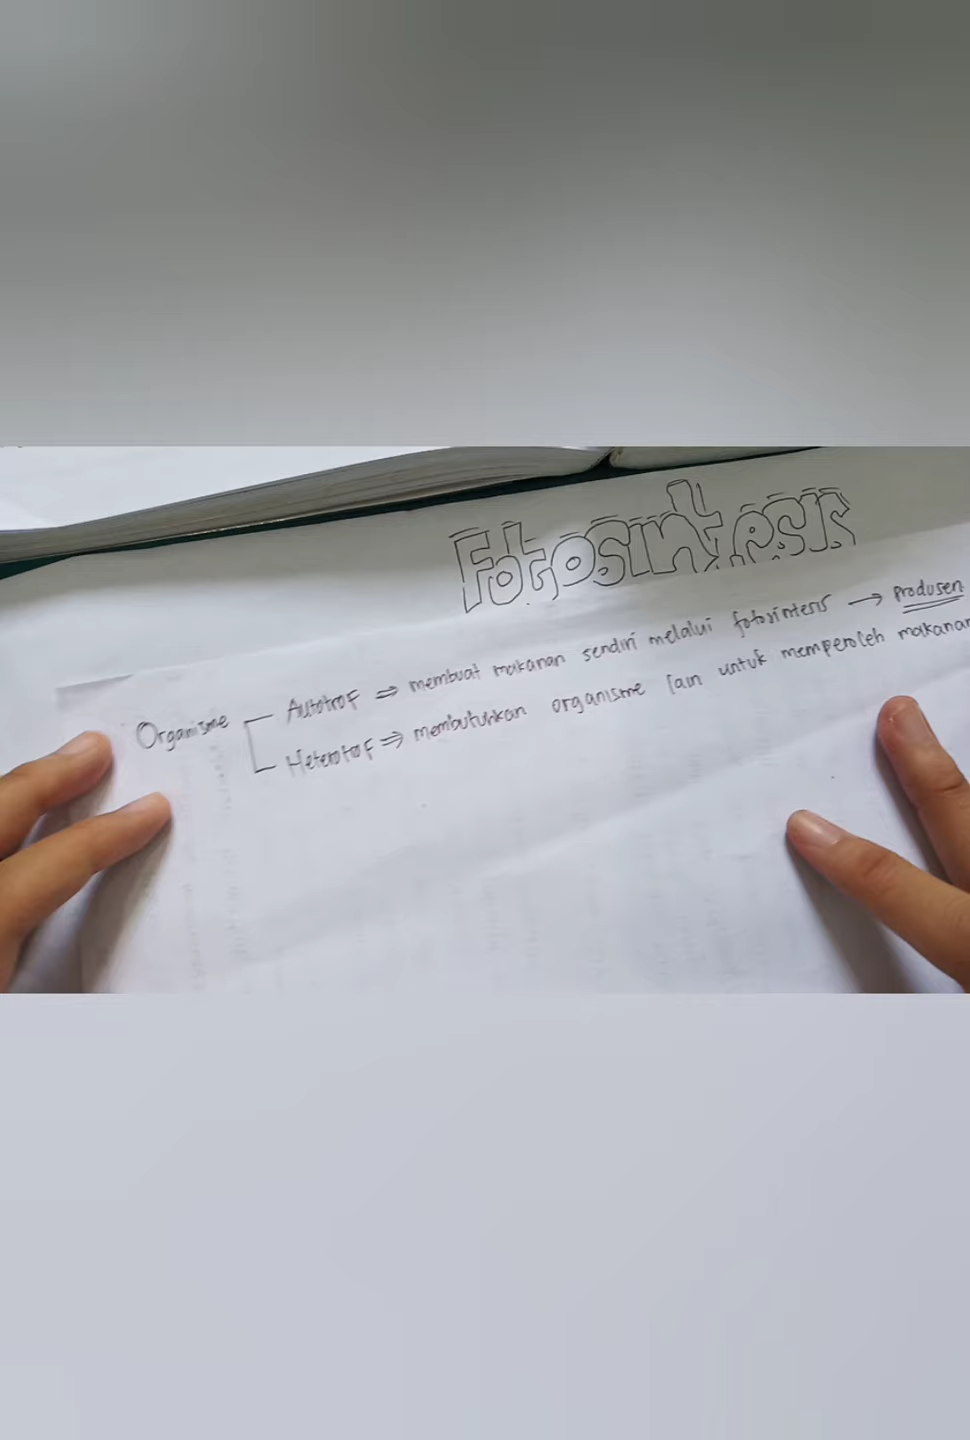 Fotosintesis
Organisme
Autotrof ⇒ membuat makanan sendiri melalui fotosintesis → produsen
Heterotrof ⇒ membutuhkan organisme lain untuk memperoleh makanan